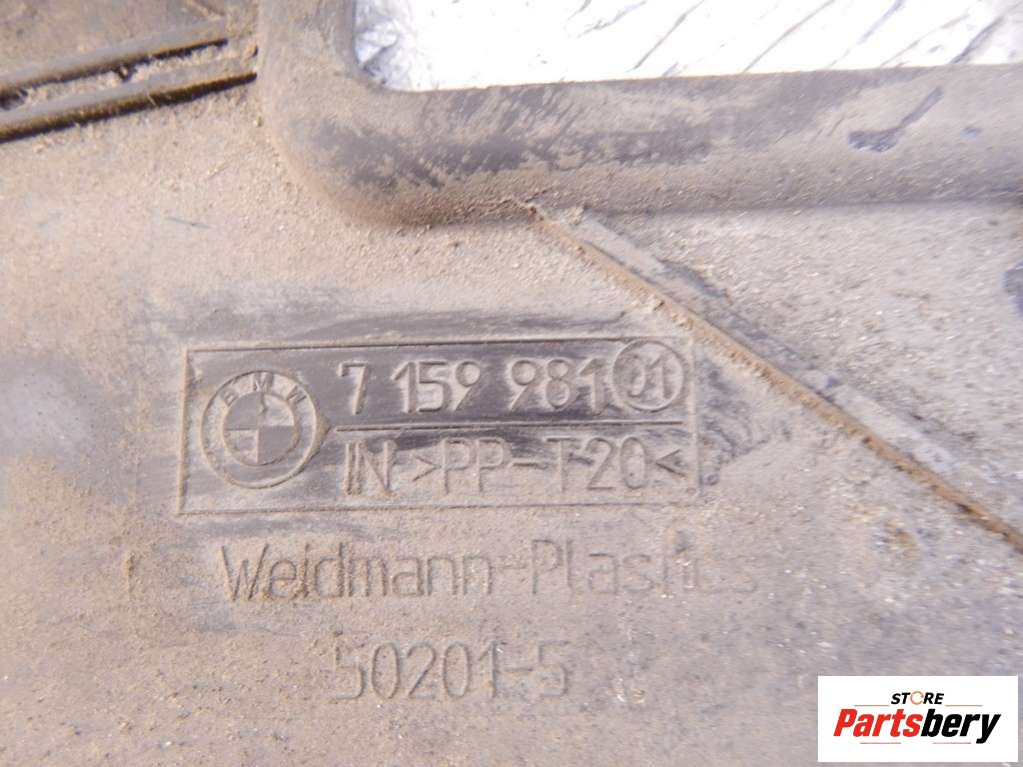 BMW
7 159 981 01
IN >PP-T20<
Weidmann-Plastics
50201-5
STORE
Partsbery